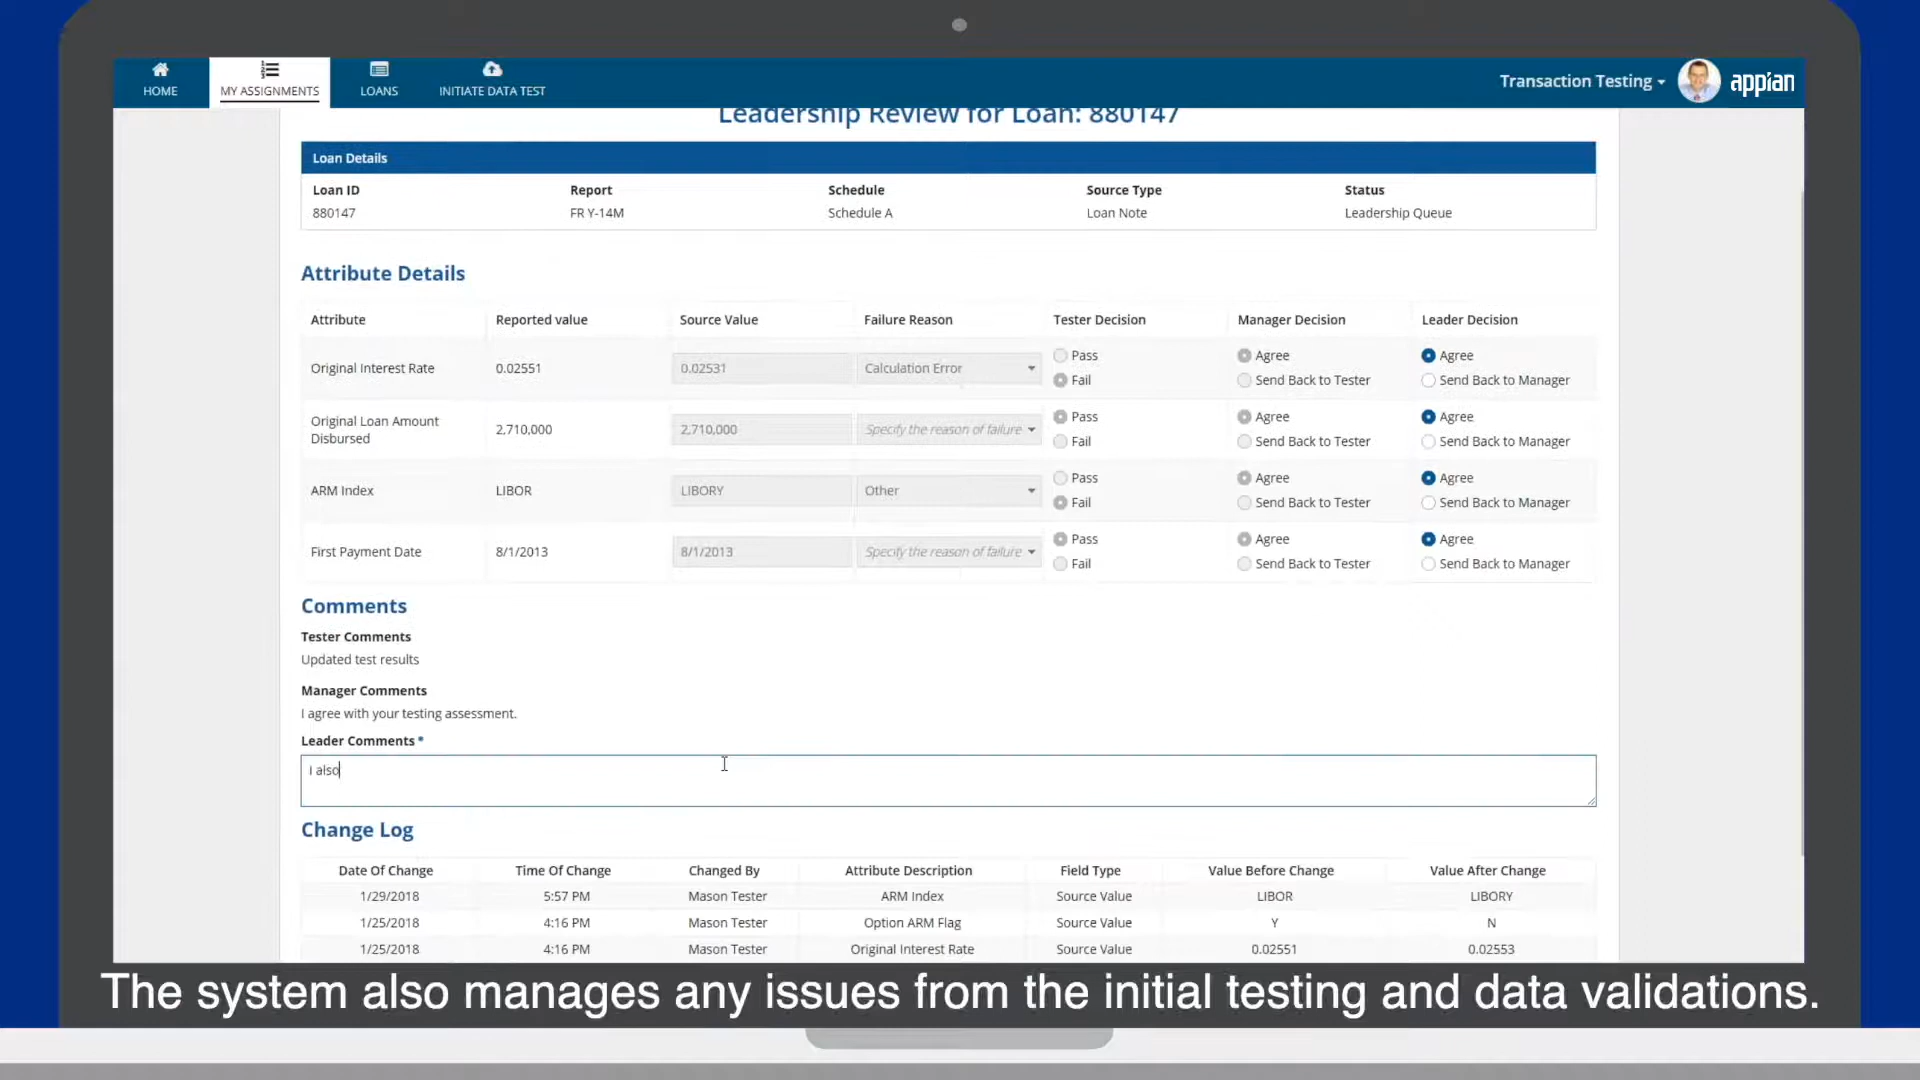 HOME
MY ASSIGNMENTS
LOANS
INITIATE DATA TEST
Transaction Testing
appian
Leadership Review for Loan: 880147
Loan Details
Loan ID Report Schedule Source Type Status
880147 FR Y-14M Schedule A Loan Note Leadership Queue
Attribute Details
Attribute Reported value Source Value Failure Reason Tester Decision Manager Decision Leader Decision
Original Interest Rate 0.02551 0.02531 Calculation Error
Pass Agree Agree
Fail Send Back to Tester Send Back to Manager
Original Loan Amount
Disbursed
2,710,000 2,710,000 Specify the reason of failure
Pass Agree Agree
Fail Send Back to Tester Send Back to Manager
ARM Index LIBOR LIBORY Other
Pass Agree Agree
Fail Send Back to Tester Send Back to Manager
First Payment Date 8/1/2013 8/1/2013 Specify the reason of failure
Pass Agree Agree
Fail Send Back to Tester Send Back to Manager
Comments
Tester Comments
Updated test results
Manager Comments
I agree with your testing assessment.
Leader Comments *
I also
Change Log
Date Of Change Time Of Change Changed By Attribute Description Field Type Value Before Change Value After Change
1/29/2018 5:57 PM Mason Tester ARM Index Source Value LIBOR LIBORY
1/25/2018 4:16 PM Mason Tester Option ARM Flag Source Value Y N
1/25/2018 4:16 PM Mason Tester Original Interest Rate Source Value 0.02551 0.02553
The system also manages any issues from the initial testing and data validations.